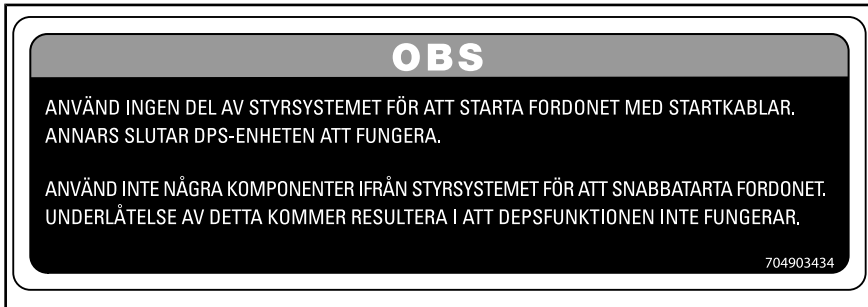 OBS
ANVÄND INGEN DEL AV STYRSYSTEMET FÖR ATT STARTA FORDONET MED STARTKABLAR.
ANNARS SLUTAR DPS-ENHETEN ATT FUNGERA.
ANVÄND INTE NÅGRA KOMPONENTER IFRÅN STYRSYSTEMET FÖR ATT SNABBATARTA FORDONET.
UNDERLÅTELSE AV DETTA KOMMER RESULTERA I ATT DEPSFUNKTIONEN INTE FUNGERAR.
704903434